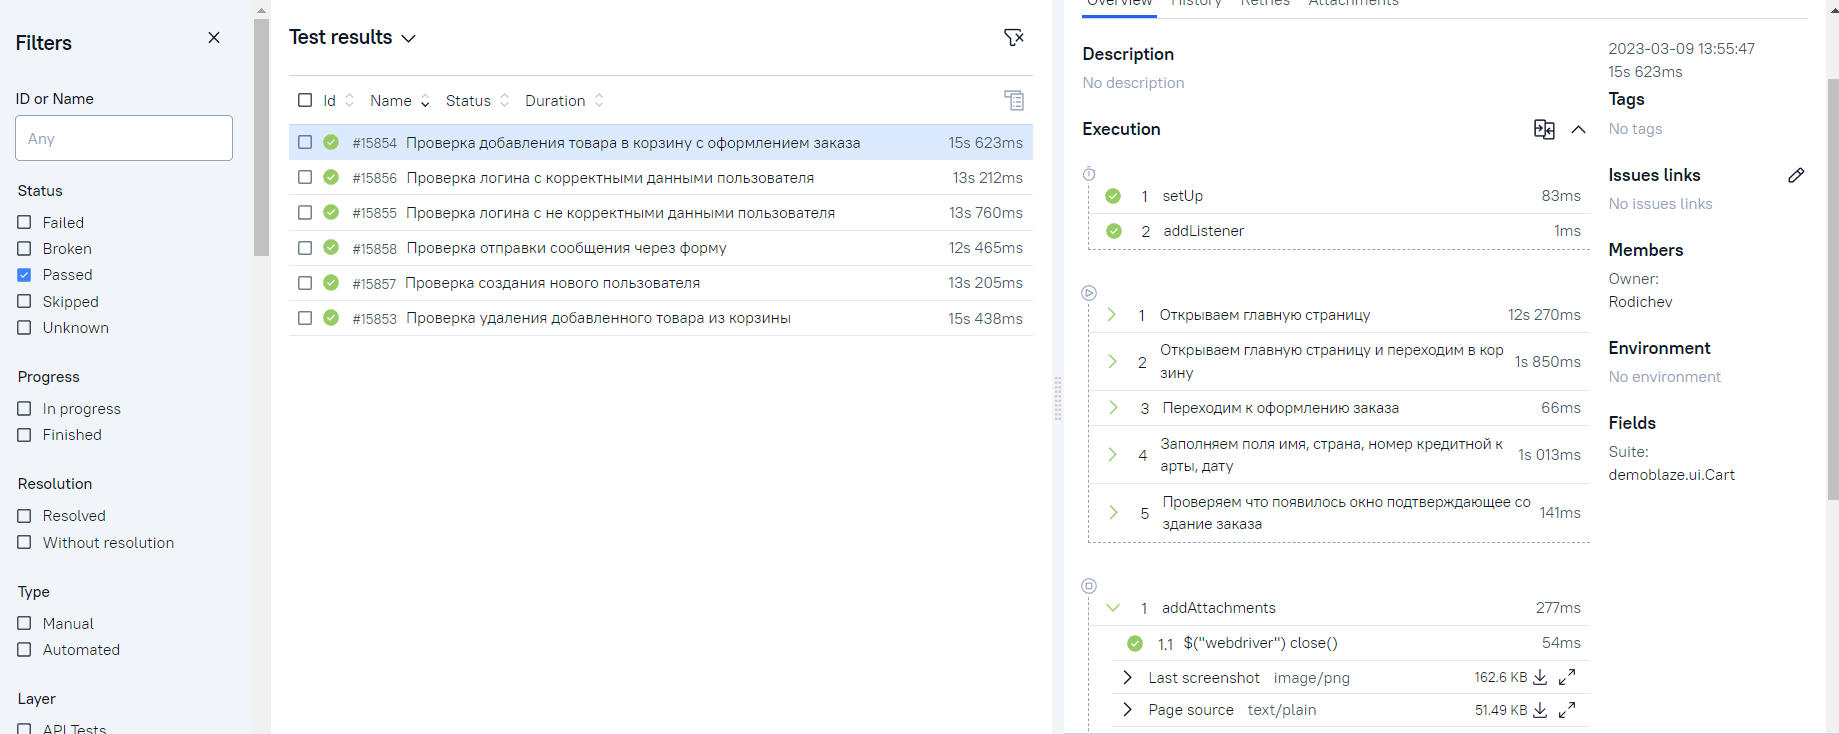 Filters
ID or Name
Any
Status
Failed
Broken
Passed
Skipped
Unknown
Progress
In progress
Finished
Resolution
Resolved
Without resolution
Type
Manual
Automated
Layer
API Tests
Test results
Id Name Status Duration
#15854 Проверка добавления товара в корзину с оформлением заказа 15s 623ms
#15856 Проверка логина с корректными данными пользователя 13s 212ms
#15855 Проверка логина с не корректными данными пользователя 13s 760ms
#15858 Проверка отправки сообщения через форму 12s 465ms
#15857 Проверка создания нового пользователя 13s 205ms
#15853 Проверка удаления добавленного товара из корзины 15s 438ms
Overview History Retries Attachments
Description
No description
Execution
1 setUp 83ms
2 addListener 1ms
1 Открываем главную страницу 12s 270ms
2 Открываем главную страницу и переходим в кор
зину 1s 850ms
3 Переходим к оформлению заказа 66ms
4 Заполняем поля имя, страна, номер кредитной к
арты, дату 1s 013ms
5 Проверяем что появилось окно подтверждающее со
здание заказа 141ms
1 addAttachments 277ms
1.1 $("webdriver") close() 54ms
Last screenshot image/png 162.6 KB
Page source text/plain 51.49 KB
2023-03-09 13:55:47
15s 623ms
Tags
No tags
Issues links
No issues links
Members
Owner:
Rodichev
Environment
No environment
Fields
Suite:
demoblaze.ui.Cart